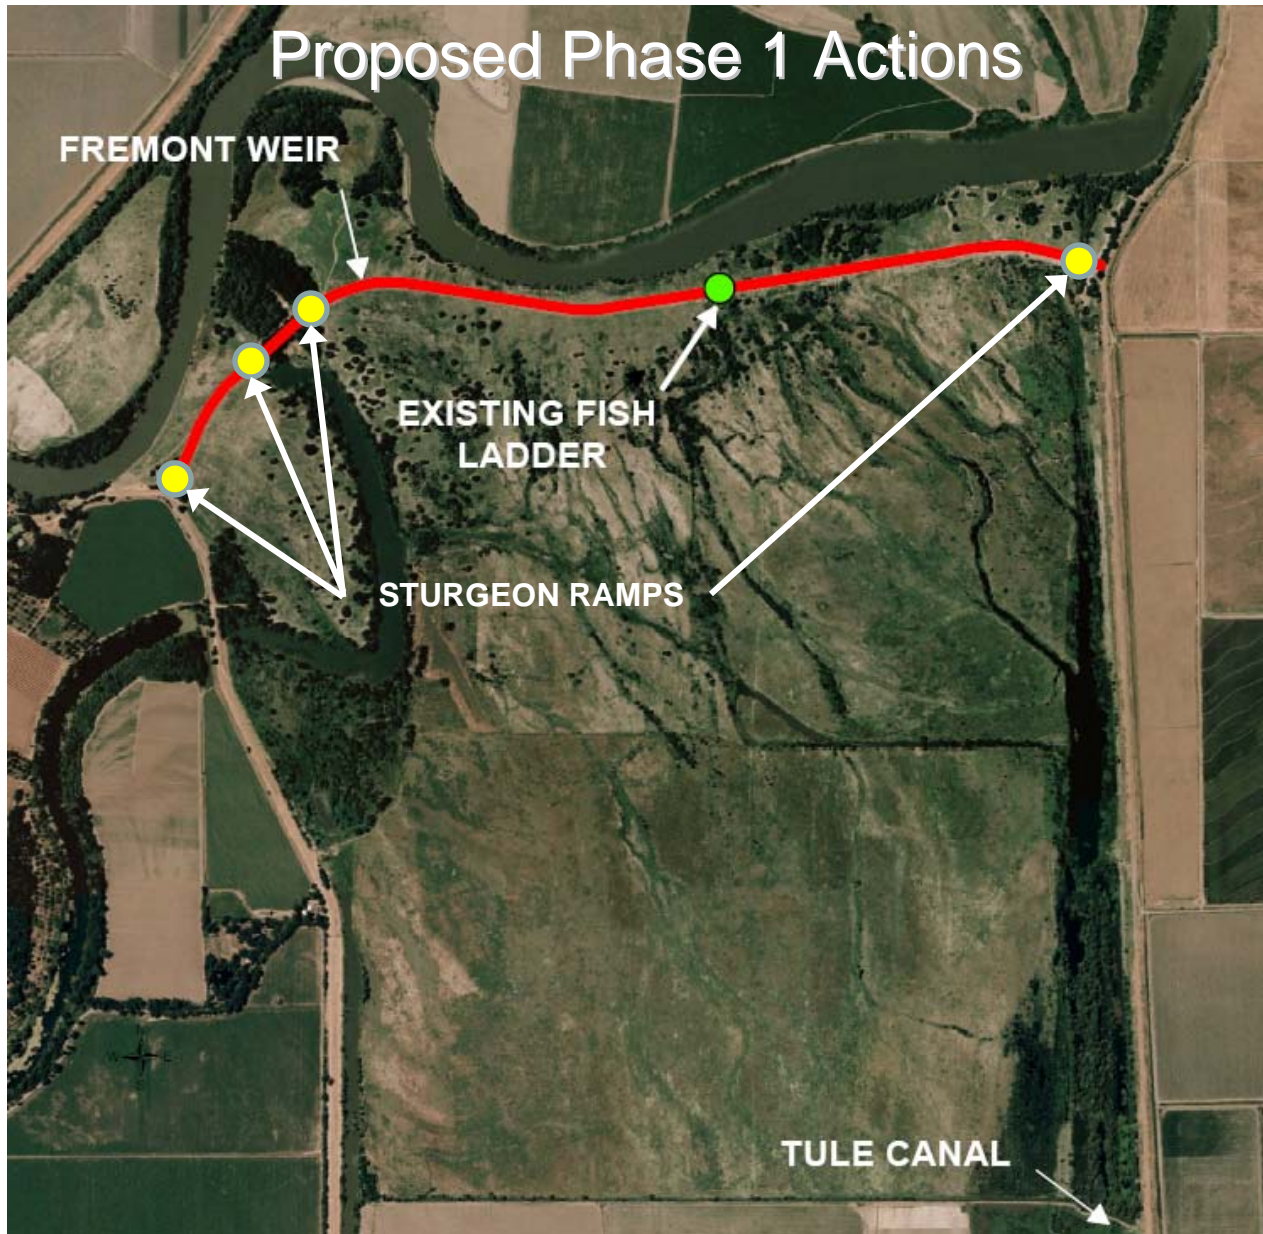 Proposed Phase 1 Actions
FREMONT WEIR
EXISTING FISH
LADDER
STURGEON RAMPS
W E
TULE CANAL